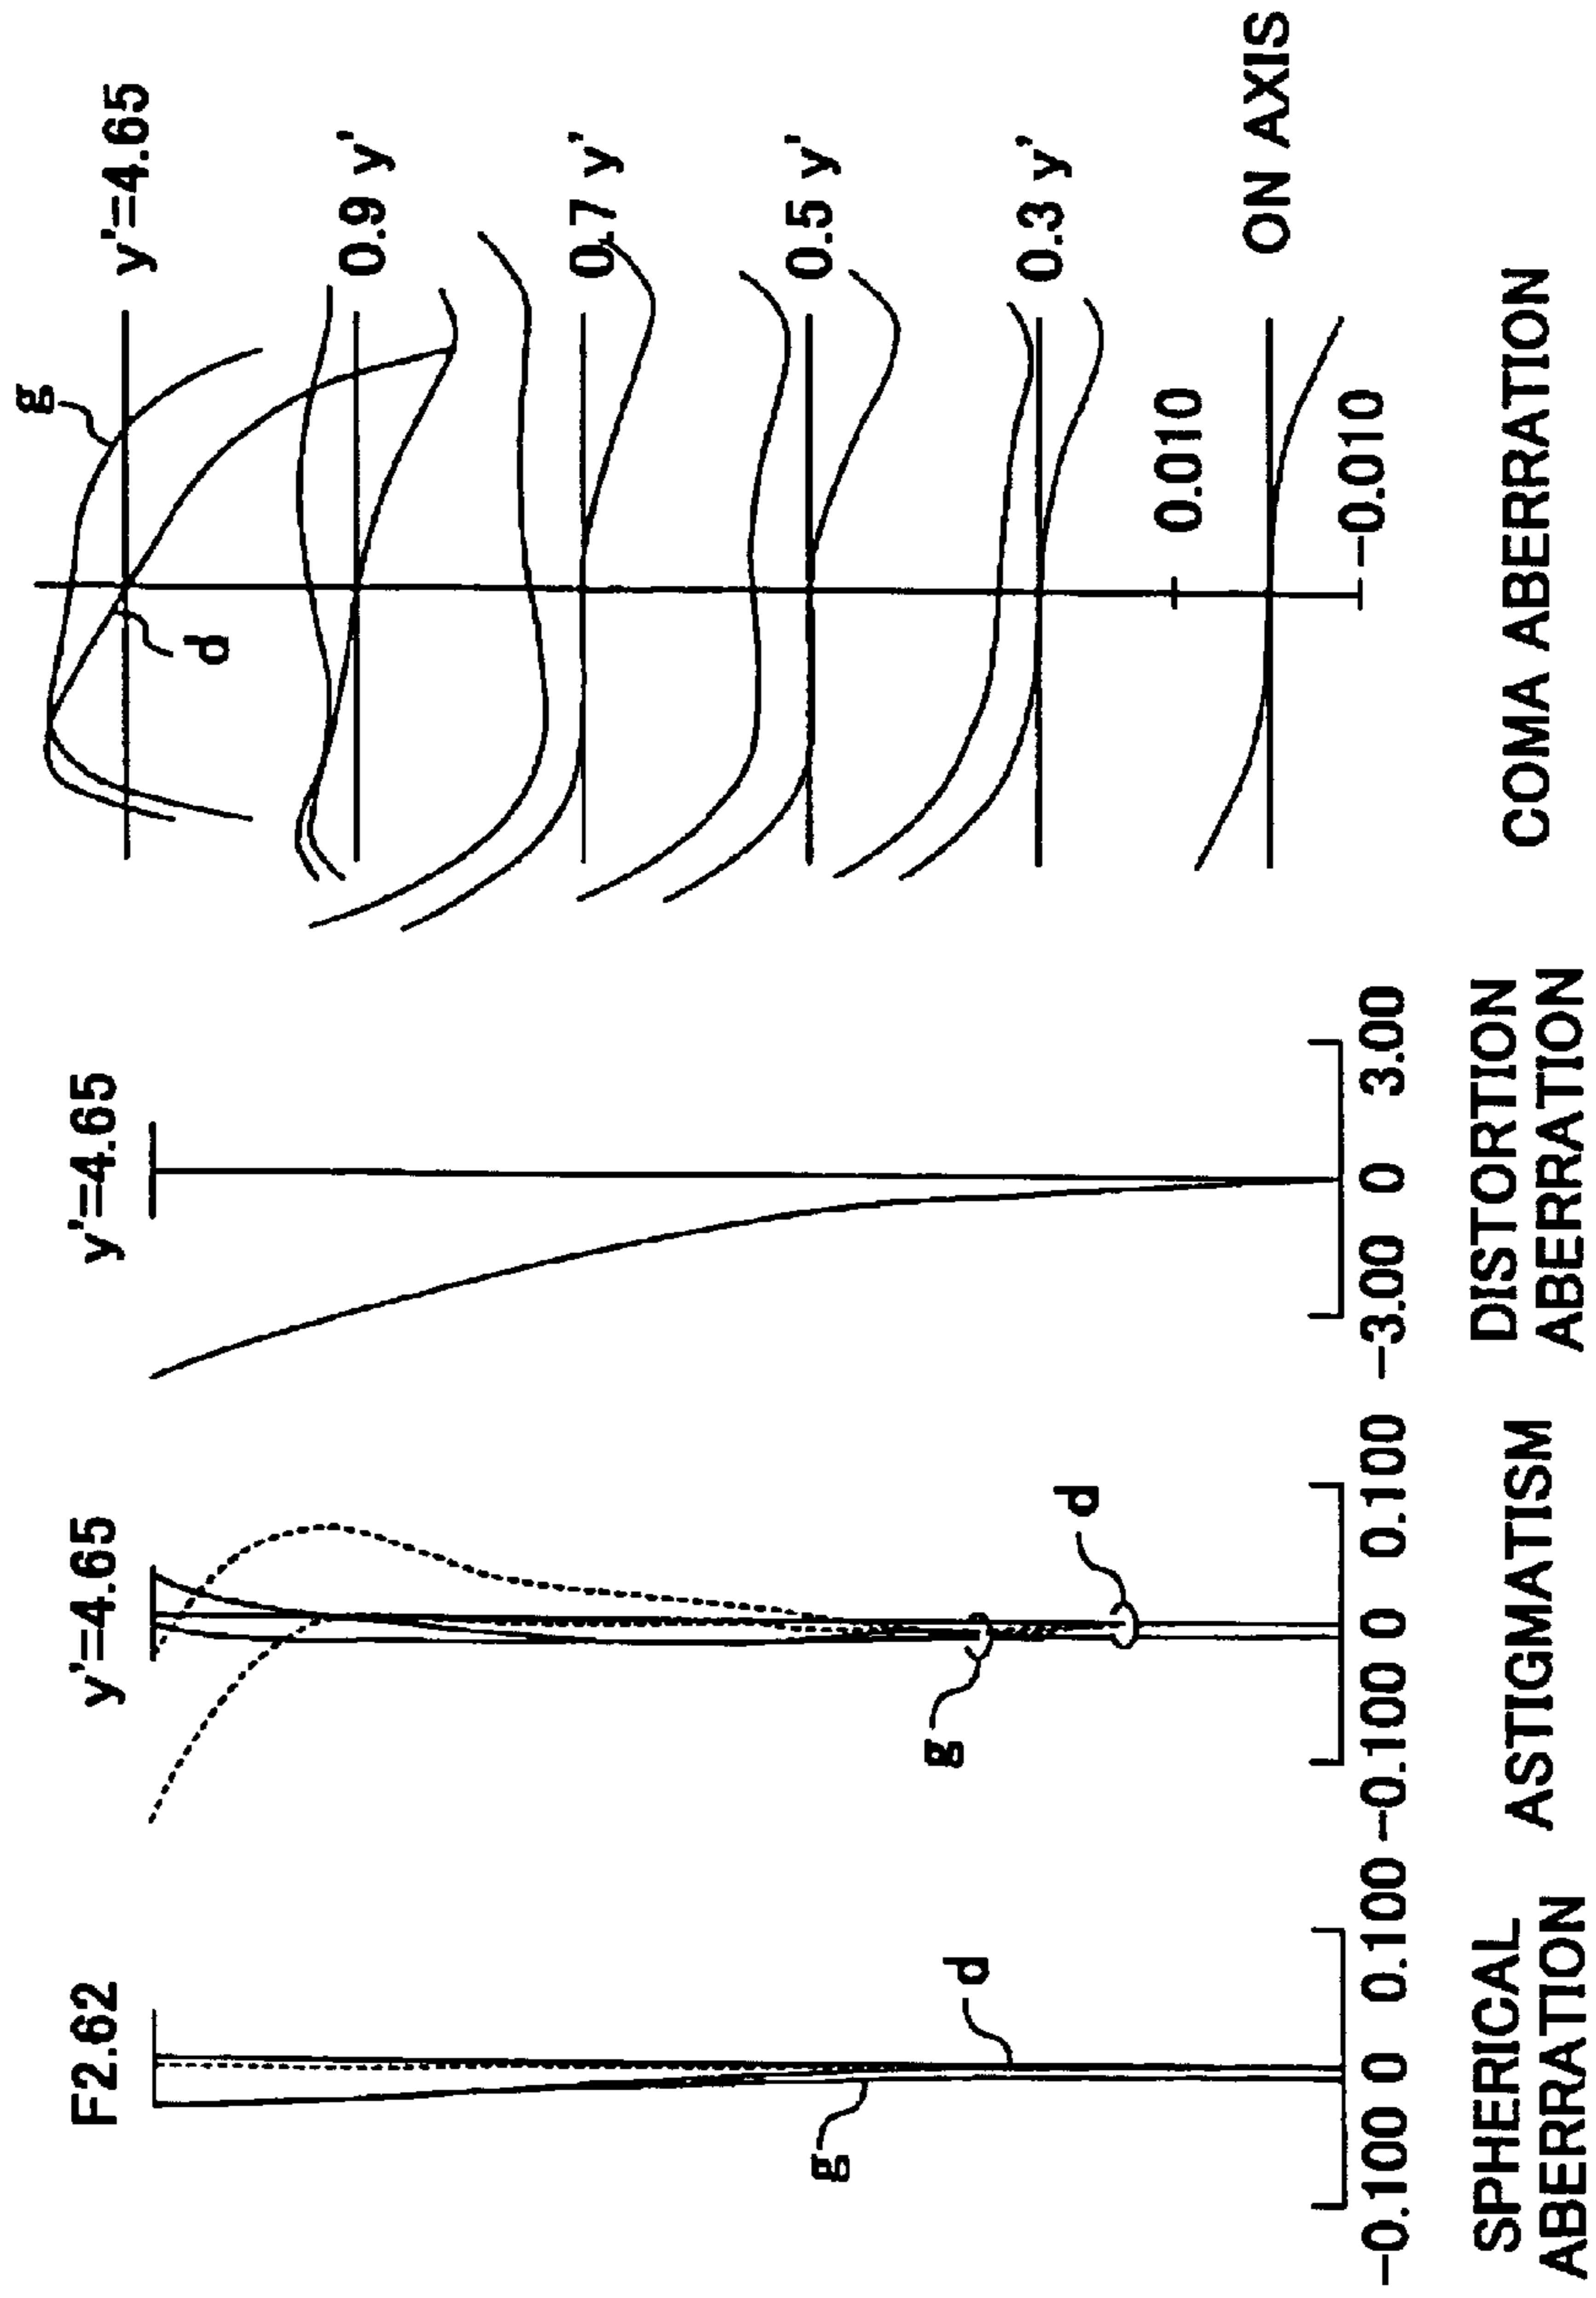 F2.62
d
g
-0.100 0 0.100
SPHERICAL
ABERRATION
y'=4.65
g
d
-0.100 0 0.100
ASTIGMATISM
y'=4.65
-3.00 0 3.00
DISTORTION
ABERRATION
g
d
y'=4.65
0.9 y'
0.7 y'
0.5 y'
0.3 y'
0.010
ON AXIS
-0.010
COMA ABERRATION